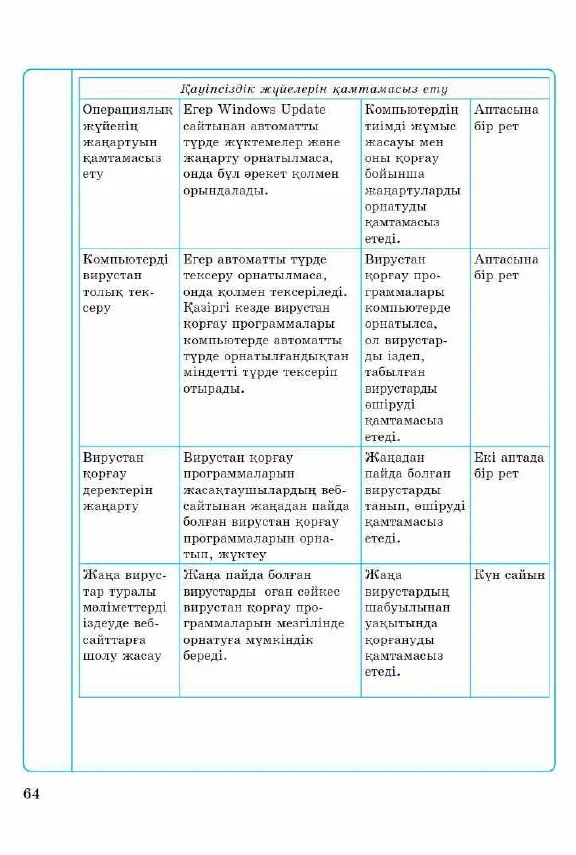 Қауіпсіздік жүйелерін қамтамасыз ету
Операциялық
жүйенің
жаңартуын
қамтамасыз
ету
Егер Windows Update
сайтынан автоматты
түрде жүктемелер және
жаңарту орнатылмаса,
онда бұл әрекет қолмен
орындалады.
Компьютердің
тиімді жұмыс
жасауы мен
оны қорғау
бойынша
жаңартуларды
орнатуды
қамтамасыз
етеді.
Аптасына
бір рет
Компьютерді
вирустан
толық тек-
серу
Егер автоматты түрде
тексеру орнатылмаса,
онда қолмен тексеріледі.
Қазіргі кезде вирустан
қорғау программалары
компьютерде автоматты
түрде орнатылғандықтан
міндетті түрде тексеріп
отырады.
Вирустан
қорғау про-
граммалары
компьютерде
орнатылса,
ол вирустар-
ды іздеп,
табылған
вирустарды
өшіруді
қамтамасыз
етеді.
Аптасына
бір рет
Вирустан
қорғау
деректерін
жаңарту
Вирустан қорғау
программаларын
жасақтаушылардың веб-
сайтынан жаңадан пайда
болған вирустан қорғау
программаларын орна-
тып, жүктеу
Жаңадан
пайда болған
вирустарды
танып, өшіруді
қамтамасыз
етеді.
Екі аптада
бір рет
Жаңа вирус-
тар туралы
мәліметтерді
іздеуде веб-
сайттарға
шолу жасау
Жаңа пайда болған
вирустарды оған сәйкес
вирустан қорғау про-
граммаларын мезгілінде
орнатуға мүмкіндік
береді.
Жаңа
вирустардың
шабуылынан
уақытында
қорғануды
қамтамасыз
етеді.
Күн сайын
64